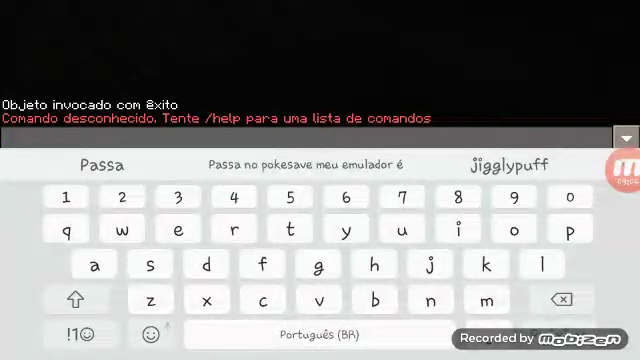 Objeto invocado com êxito
Comando desconhecido. Tente /help para uma lista de comandos
Passa Passa no pokesave meu emulador é jigglypuff
1 2 3 4 5 6 7 8 9 0
q w e r t y u i o p
a s d f g h j k l
z x c v b n m
!1☺ Português (BR)
Recorded by mobizen